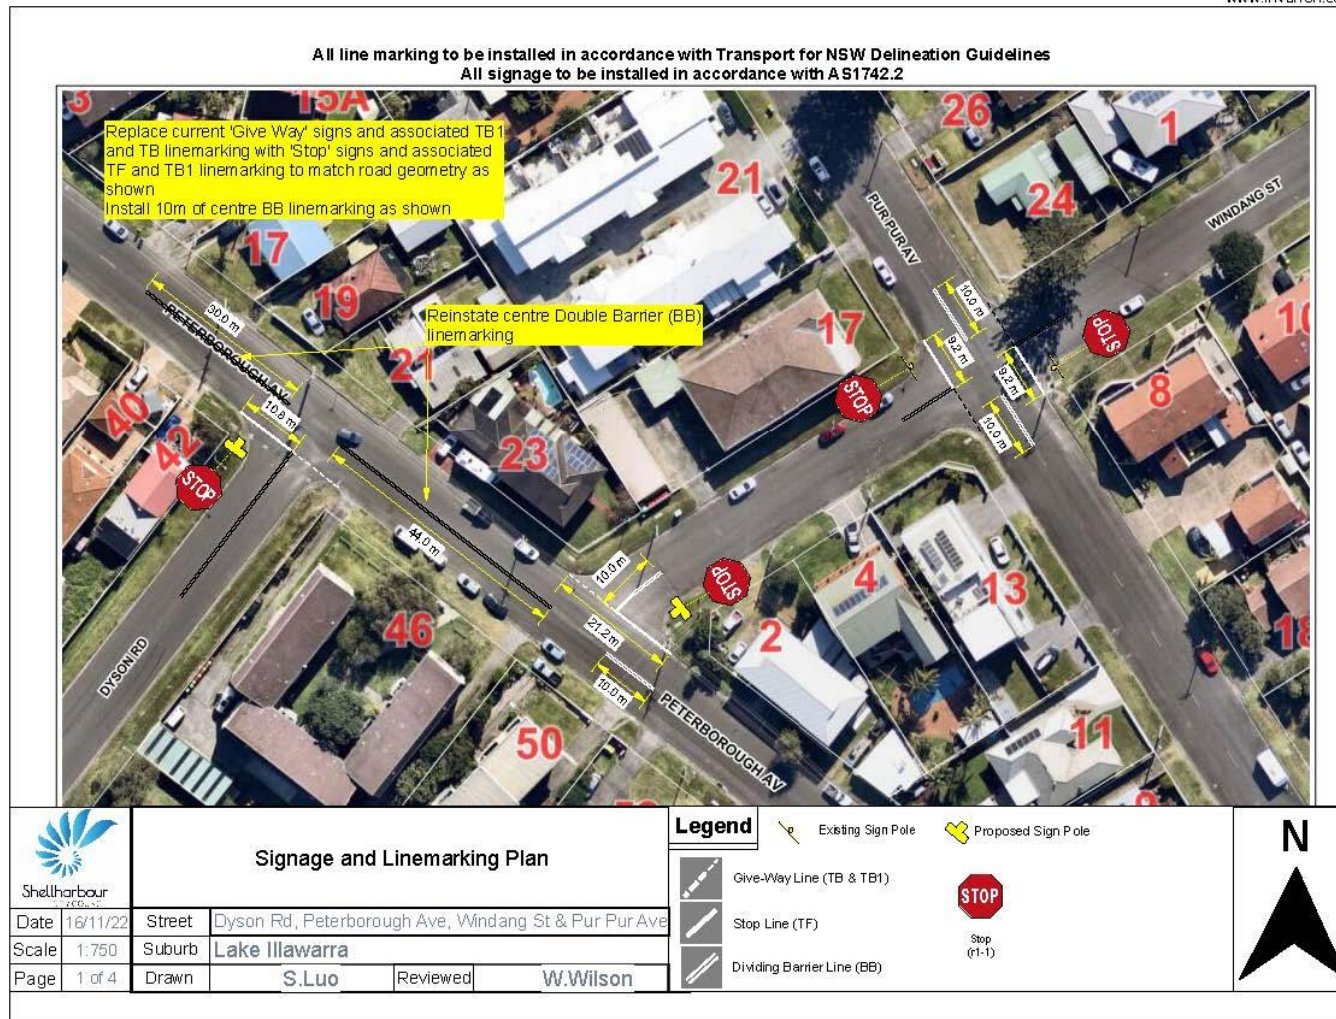 All line marking to be installed in accordance with Transport for NSW Delineation Guidelines
All signage to be installed in accordance with AS1742.2
3
15A
Replace current 'Give Way' signs and associated TB1
and TB linemarking with 'Stop' signs and associated
TF and TB1 linemarking to match road geometry as
shown
Install 10m of centre BB linemarking as shown
26
1
21
24
PUR PUR AV
WINDANG ST
17
19
30.0 m
PETERBOROUGH AV
Reinstate centre Double Barrier (BB)
linemarking
21
17
10.0 m
9.2 m
STOP
10
40
10.8 m
STOP
9.2 m
8
42
10.0 m
23
STOP
44.0 m
10.0 m
STOP
4
13
46
21.2 m
2
18
DYSON RD
10.0 m
PETERBOROUGH AV
50
11
Shellharbour
Signage and Linemarking Plan
Date 16/11/22 Street Dyson Rd, Peterborough Ave, Windang St & Pur Pur Ave
Scale 1:750 Suburb Lake Illawarra
Page 1 of 4 Drawn S.Luo Reviewed W.Wilson
Legend
Existing Sign Pole
Proposed Sign Pole
Give-Way Line (TB & TB1)
Stop Line (TF)
Dividing Barrier Line (BB)
STOP
Stop
(r1-1)
N